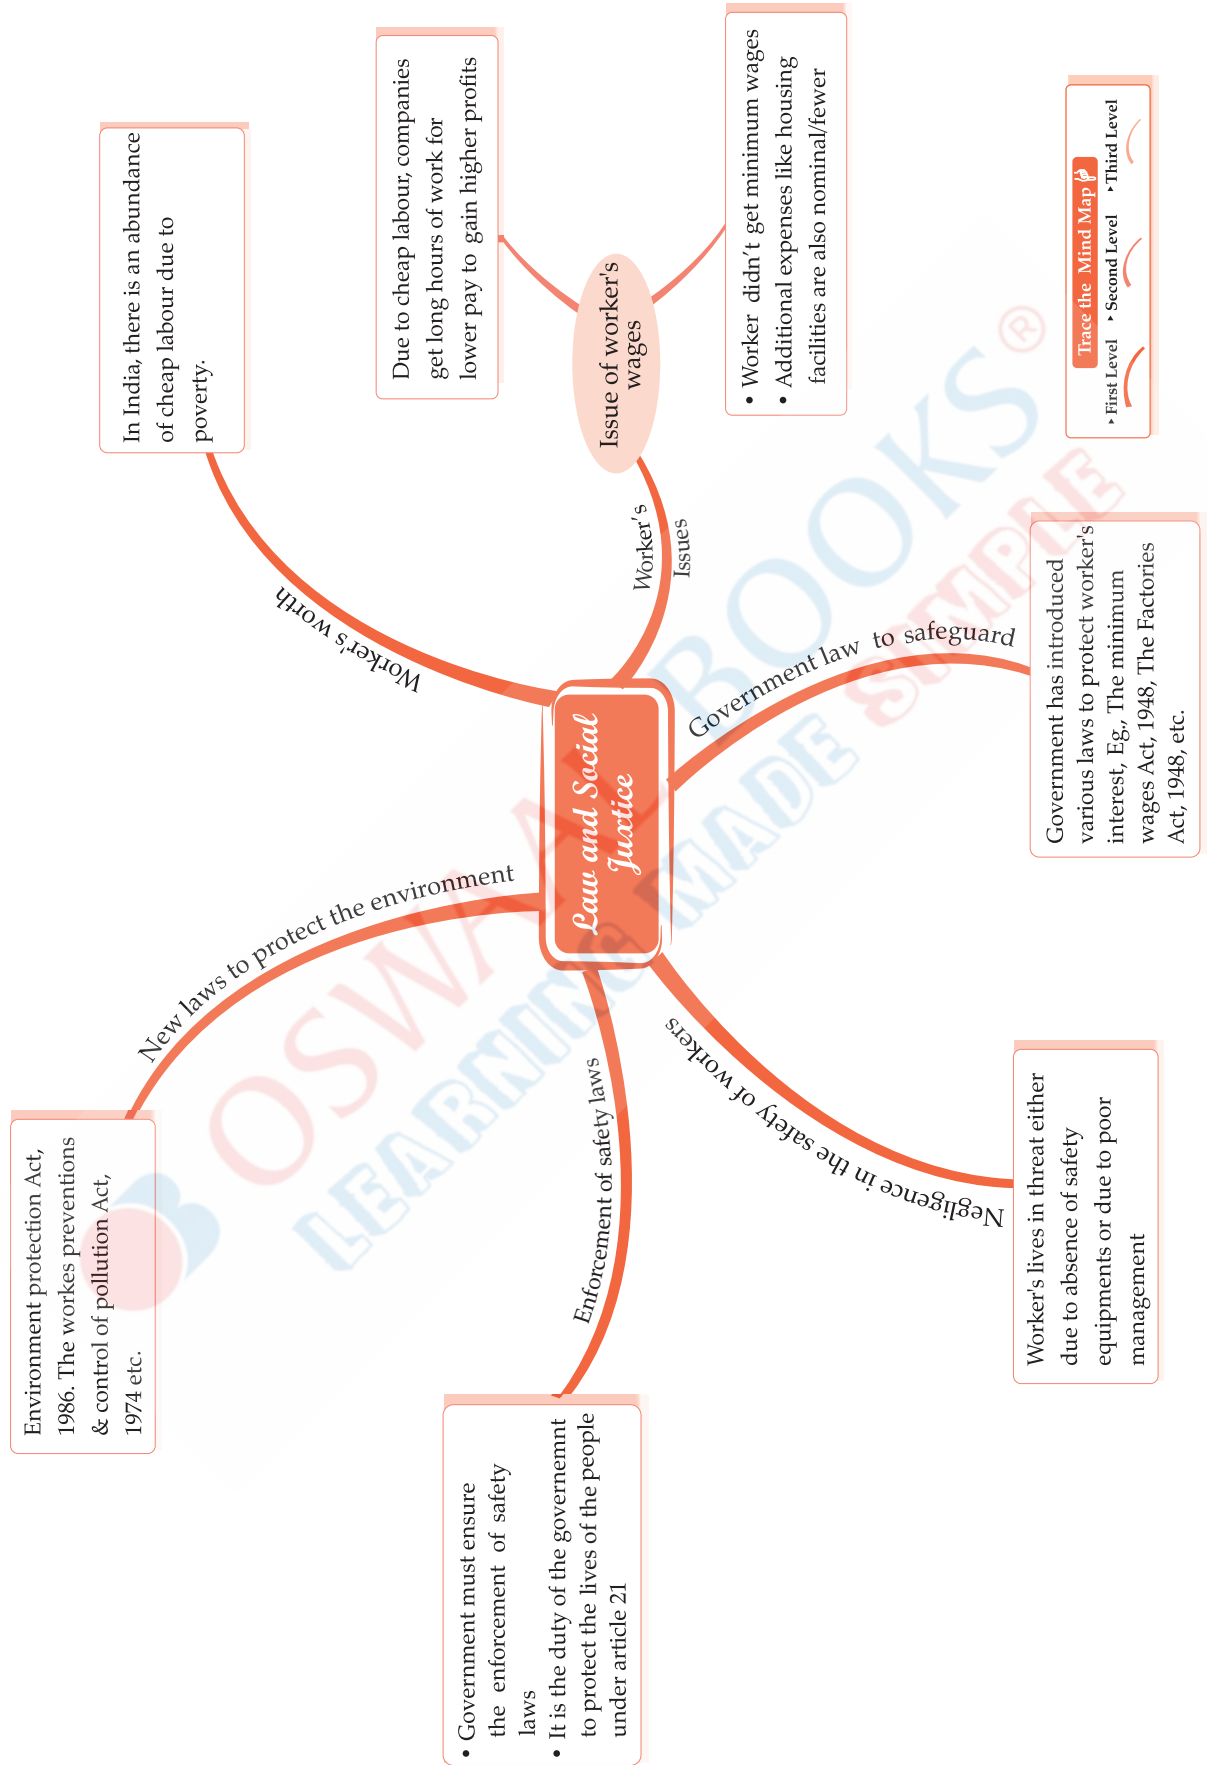 Law and Social
Juxtice
Worker's worth
In India, there is an abundance
of cheap labour due to
poverty.
Worker's
Issues
Issue of worker's
wages
Due to cheap labour, companies
get long hours of work for
lower pay to gain higher profits
• Worker didn't get minimum wages
• Additional expenses like housing
facilities are also nominal/fewer
Government law to safeguard
Government has introduced
various laws to protect worker's
interest, Eg., The minimum
wages Act, 1948, The Factories
Act, 1948, etc.
Negligence in the safety of workers
Worker's lives in threat either
due to absence of safety
equipments or due to poor
management
Enforcement of safety laws
• Government must ensure
the enforcement of safety
laws
• It is the duty of the governemnt
to protect the lives of the people
under article 21
New laws to protect the environment
Environment protection Act,
1986. The workes preventions
& control of pollution Act,
1974 etc.
Trace the Mind Map
▸ First Level ▸ Second Level ▸ Third Level
OSWAAL BOOKS®
LEARNING MADE SIMPLE